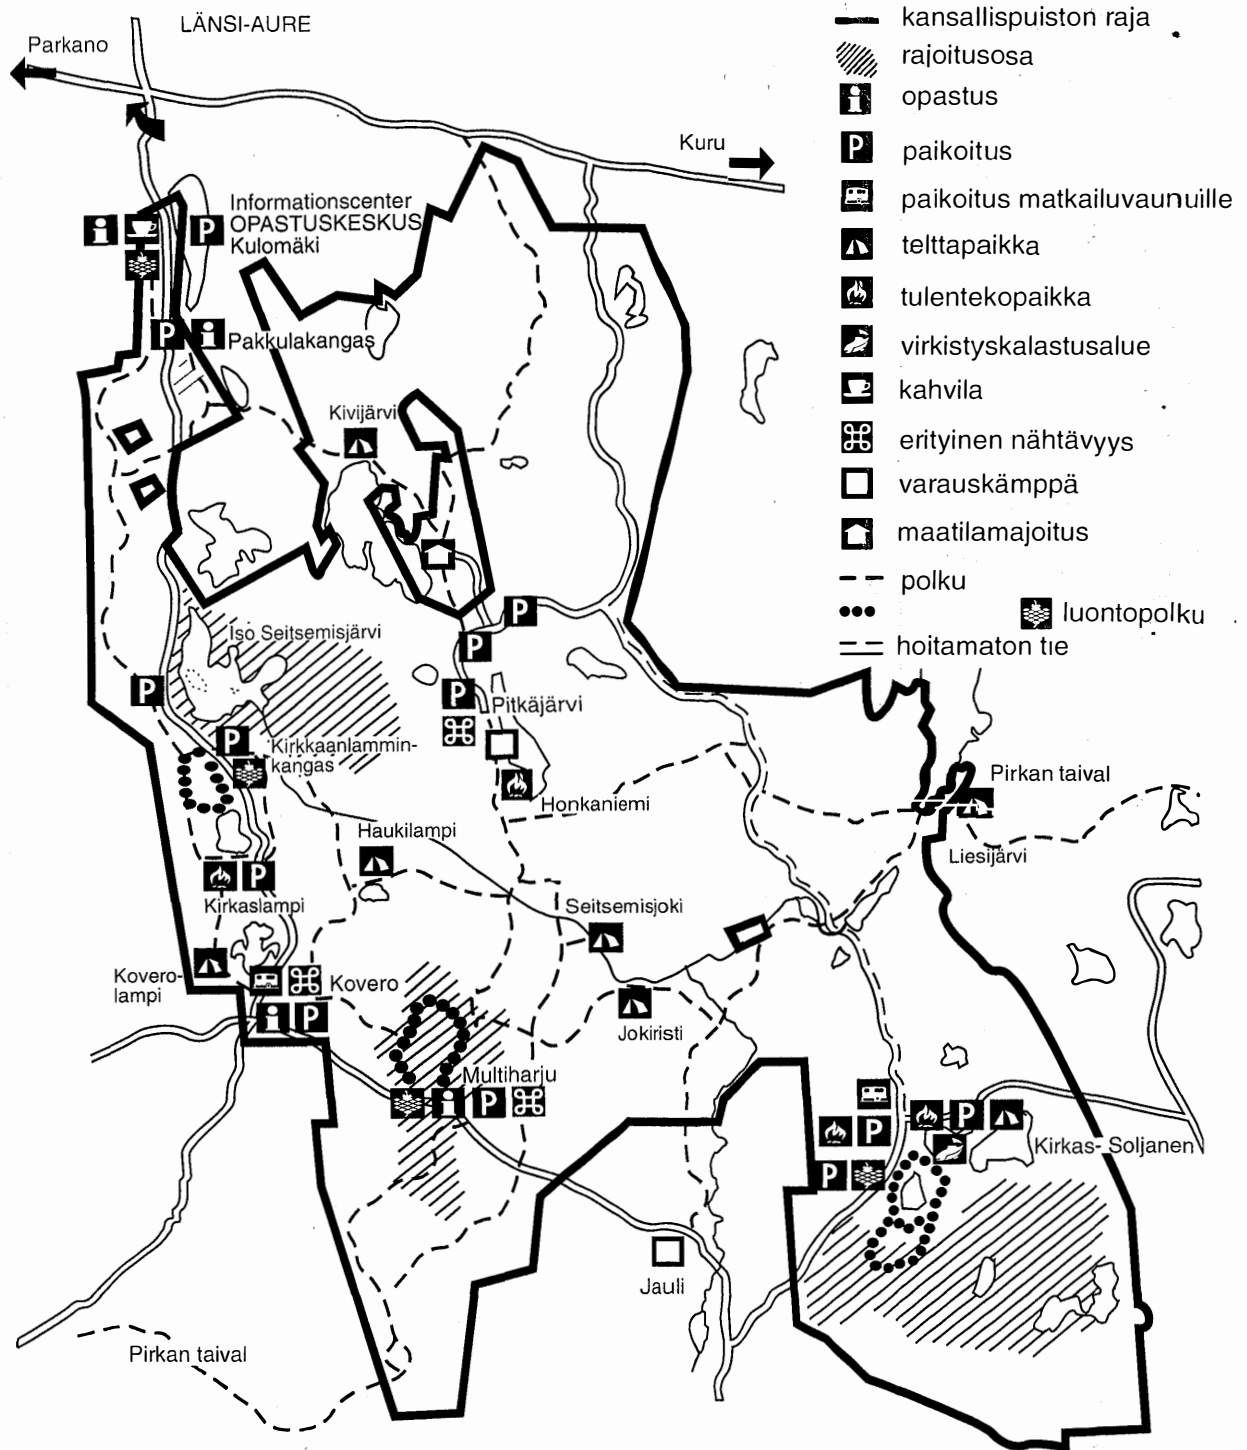 LÄNSI-AURE
Parkano
Kuru
kansallispuiston raja
rajoitusosa
opastus
paikoitus
paikoitus matkailuvaunuille
telttapaikka
tulentekopaikka
virkistyskalastusalue
kahvila
erityinen nähtävyys
varauskämppä
maatilamajoitus
polku
luontopolku
hoitamaton tie
Informationscenter
OPASTUSKESKUS
Kulomäki
Pakkulakangas
Kivijärvi
Iso Seitsemisjärvi
Pitkäjärvi
Kirkkaanlammin-
kangas
Honkaniemi
Pirkan taival
Haukilampi
Liesijärvi
Kirkaslampi
Seitsemisjoki
Kovero-
lampi
Kovero
Jokiristi
Multiharju
Kirkas-Soljanen
Jauli
Pirkan taival